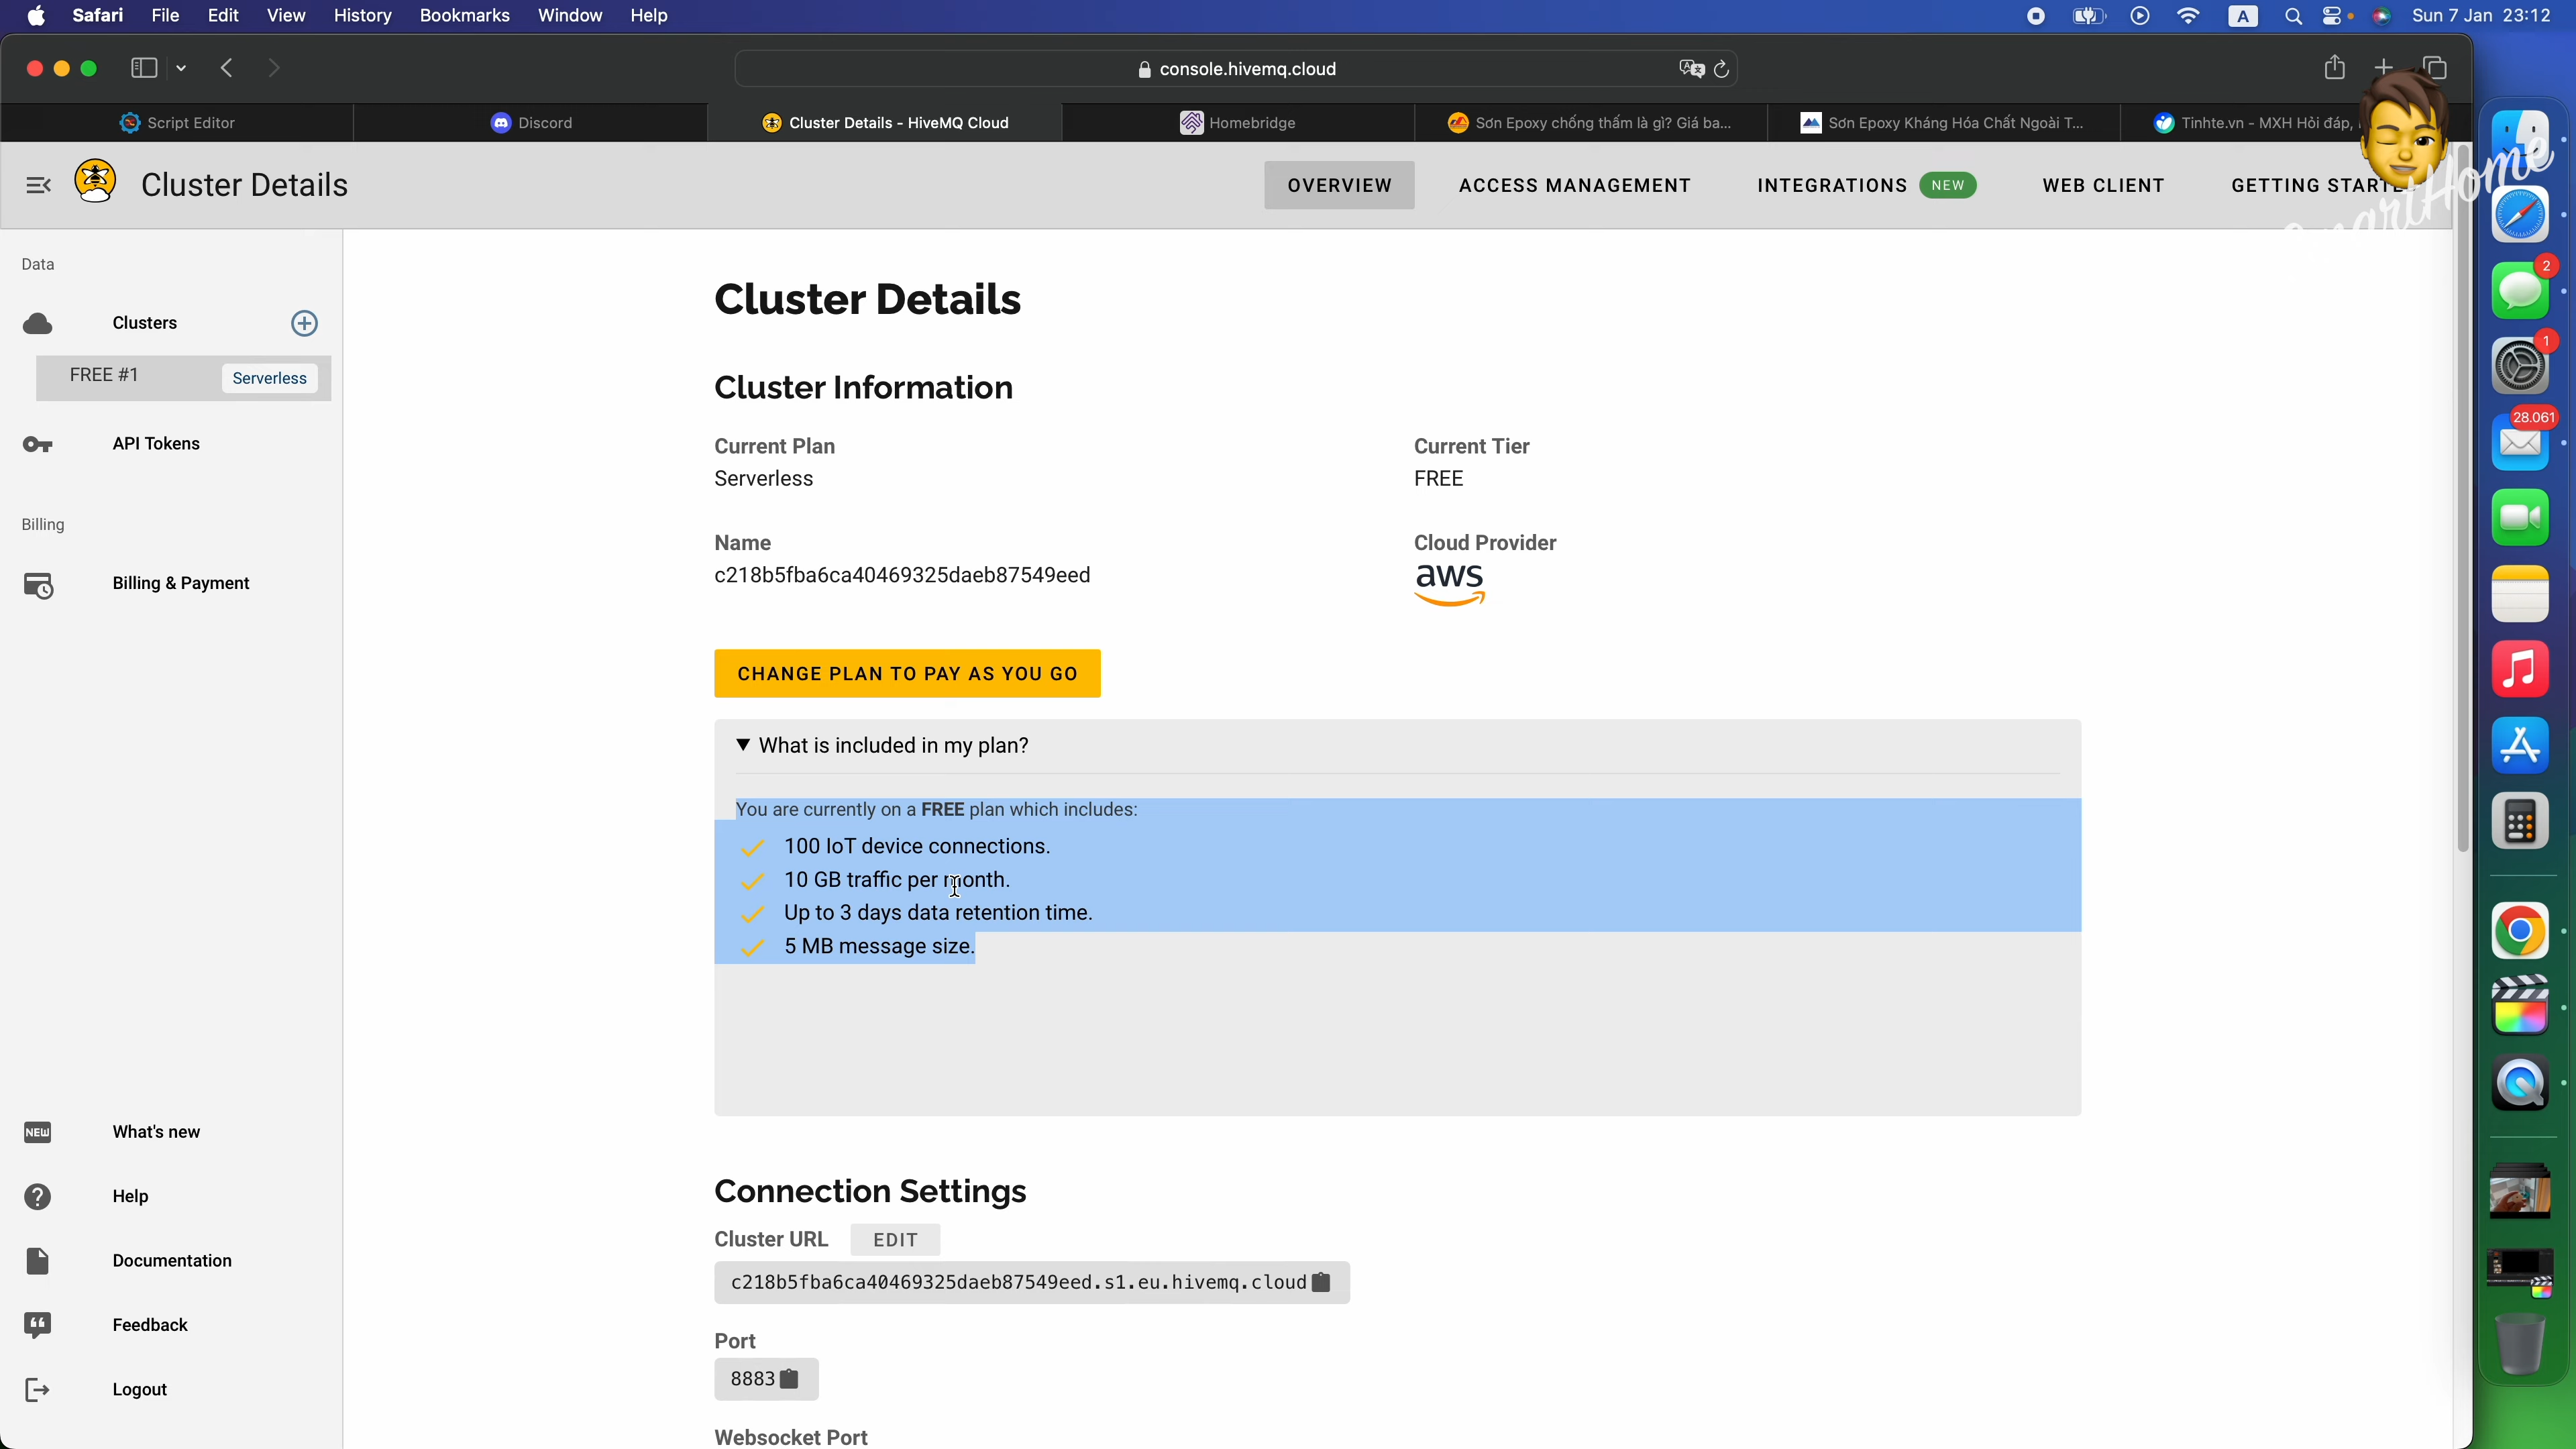 Safari File Edit View History Bookmarks Window Help A Sun 7 Jan 23:12
console.hivemq.cloud
Script Editor
Discord
Cluster Details - HiveMQ Cloud
Homebridge
Sơn Epoxy chống thấm là gì? Giá ba...
Sơn Epoxy Kháng Hóa Chất Ngoài T...
Tinhte.vn - MXH Hỏi đáp,
Cluster Details
OVERVIEW
ACCESS MANAGEMENT
INTEGRATIONS NEW
WEB CLIENT
GETTING STARTE
SmartHome
2
1
28.061
Data
Clusters
FREE #1 Serverless
API Tokens
Billing
Billing & Payment
NEW What's new
Help
Documentation
Feedback
Logout
Cluster Details
Cluster Information
Current Plan
Serverless
Current Tier
FREE
Name
c218b5fba6ca40469325daeb87549eed
Cloud Provider
aws
CHANGE PLAN TO PAY AS YOU GO
What is included in my plan?
You are currently on a FREE plan which includes:
100 IoT device connections.
10 GB traffic per month.
Up to 3 days data retention time.
5 MB message size.
Connection Settings
Cluster URL EDIT
c218b5fba6ca40469325daeb87549eed.s1.eu.hivemq.cloud
Port
8883
Websocket Port